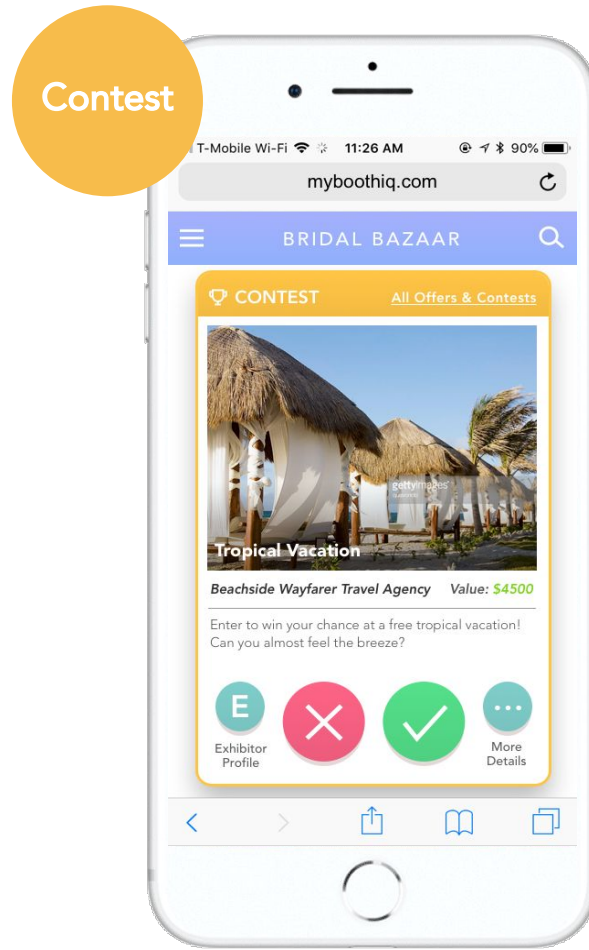 Contest
T-Mobile Wi-Fi 11:26 AM 90%
myboothiq.com
BRIDAL BAZAAR
CONTEST All Offers & Contests
gettyimages®
Tropical Vacation
Beachside Wayfarer Travel Agency Value: $4500
Enter to win your chance at a free tropical vacation!
Can you almost feel the breeze?
E
Exhibitor
Profile
More
Details